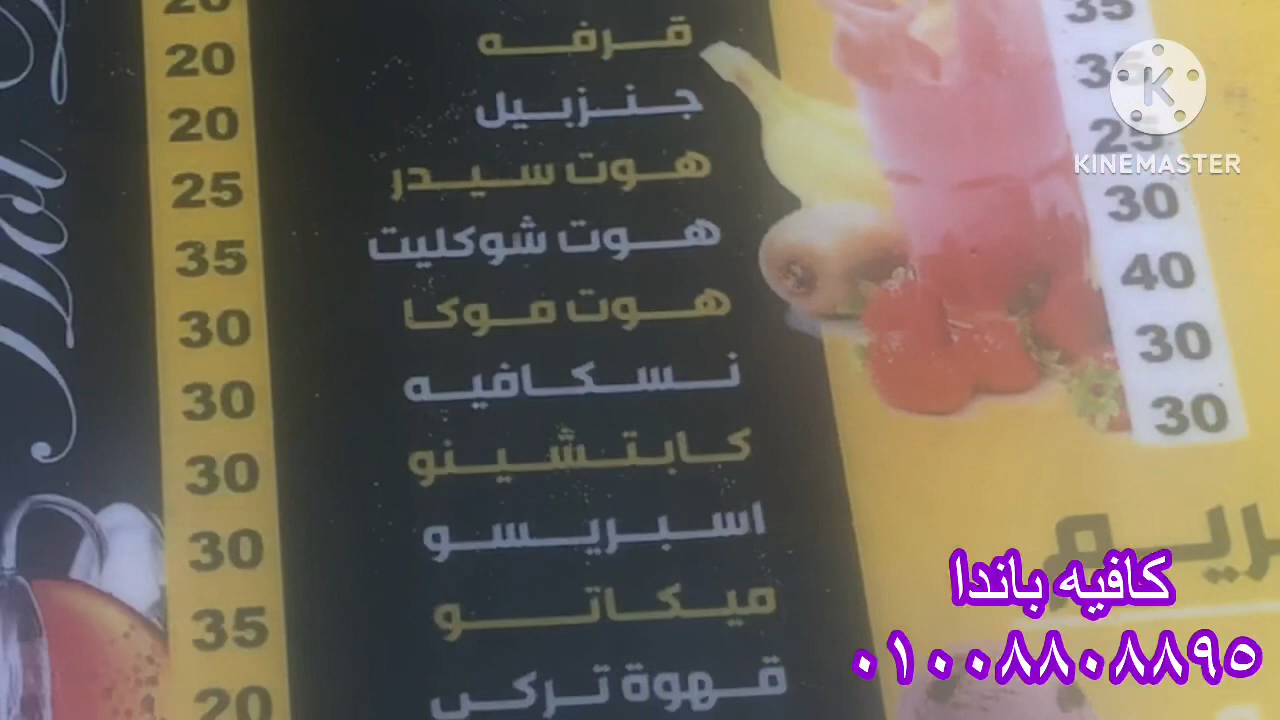 قرفه 20
جنزبيل 20
هوت سيدر 25
هوت شوكليت 35
هوت موكا 30
نسكافيه 30
كابتشينو 30
اسبريسو 30
ميكاتو 35
قهوة تركى 20
35
25
30
40
30
30
K
KINEMASTER
كافيه باندا
٠١٠٠٨٨٠٨٨٩٥